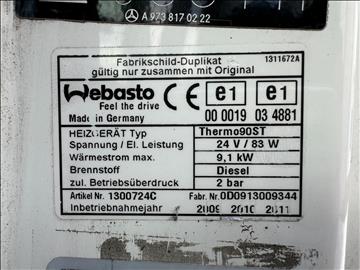 A 973 817 02 22
Fabrikschild-Duplikat 1311672A
gültig nur zusammen mit Original
Webasto CE e1 e1
Feel the drive 00 0019 03 4881
Made in Germany
HEIZGERÄT Typ Thermo90ST
Spannung / El. Leistung 24 V / 83 W
Wärmestrom max. 9,1 kW
Brennstoff Diesel
zul. Betriebsüberdruck 2 bar
Artikel Nr. 1300724C Fabr. Nr. 000913009344
Inbetriebnahmejahr 2009 2010 2011